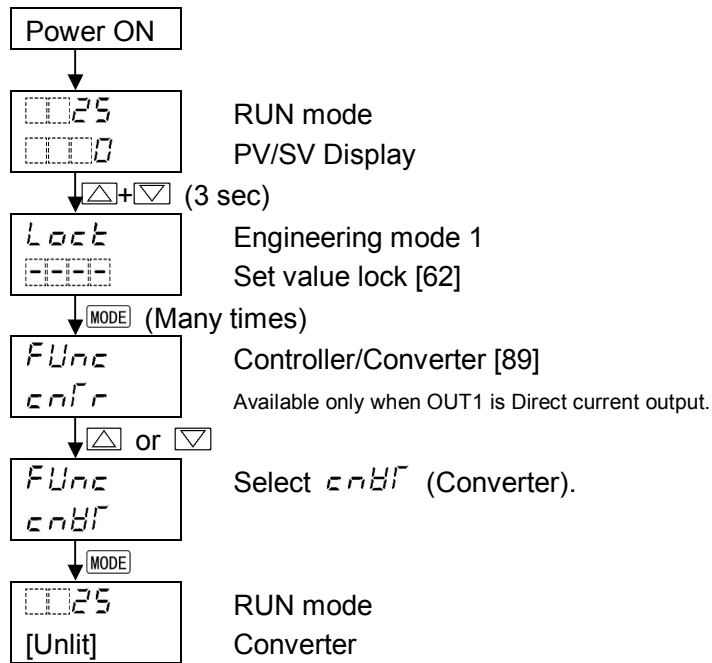 Power ON
25 RUN mode
0 PV/SV Display
△+▽ (3 sec)
Lock Engineering mode 1
---- Set value lock [62]
MODE (Many times)
FUnc Controller/Converter [89]
cnTr Available only when OUT1 is Direct current output.
△ or ▽
FUnc Select cnVT (Converter).
cnVT
MODE
25 RUN mode
[Unlit] Converter